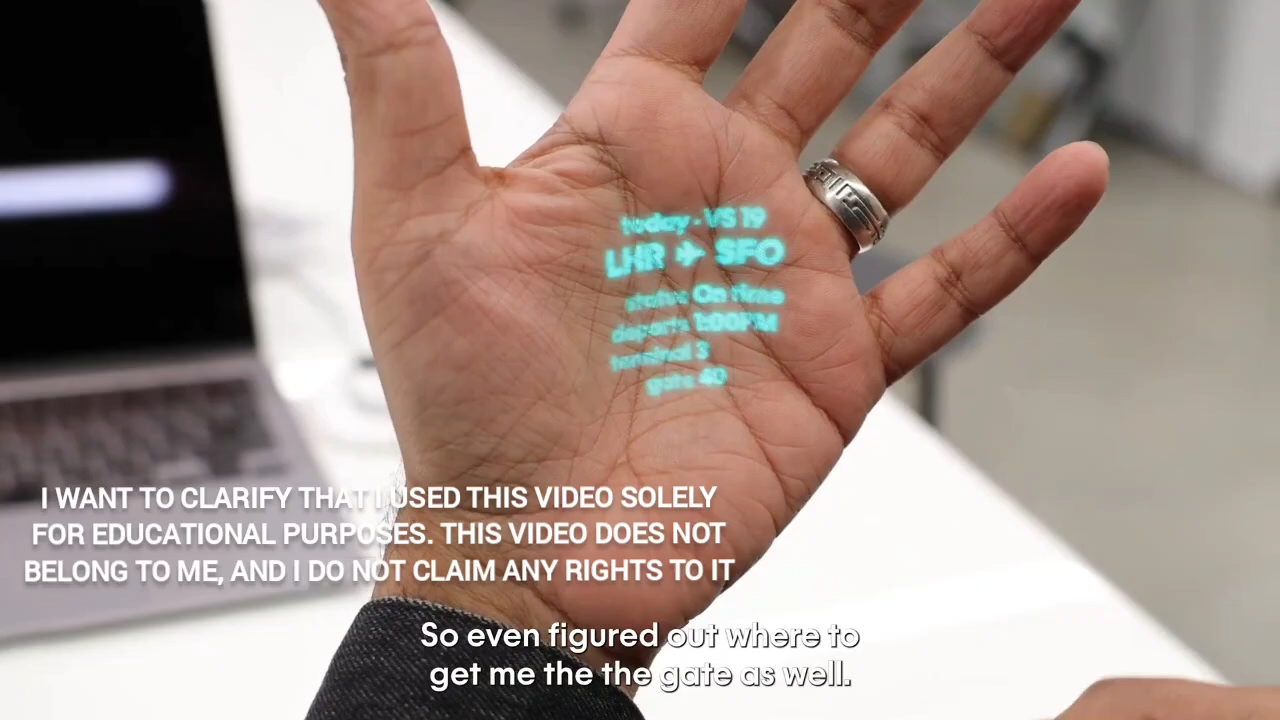 today - VS 19
LHR ✈ SFO
status On time
departs 1:00PM
terminal 3
gate 40
I WANT TO CLARIFY THAT I USED THIS VIDEO SOLELY
FOR EDUCATIONAL PURPOSES. THIS VIDEO DOES NOT
BELONG TO ME, AND I DO NOT CLAIM ANY RIGHTS TO IT
So even figured out where to
get me the the gate as well.